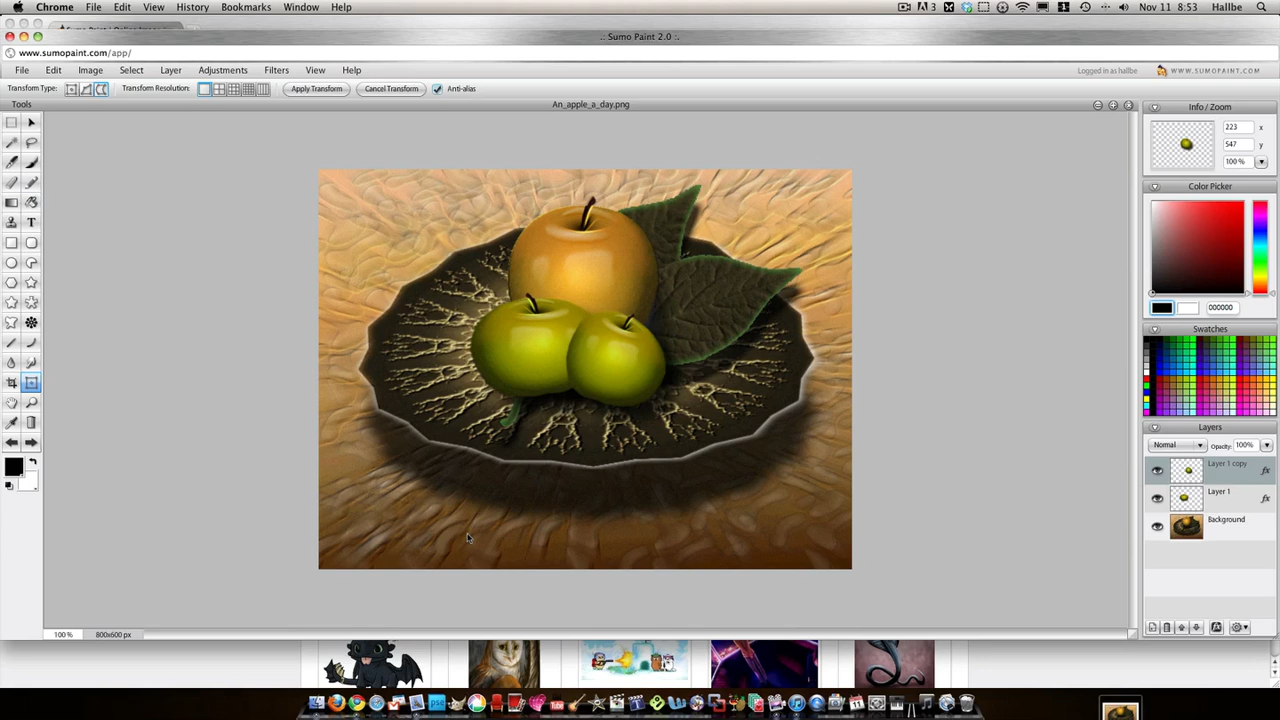 Chrome File Edit View History Bookmarks Window Help 3 Nov 11 8:53 Hallbe
.: Sumo Paint 2.0 :.
www.sumopaint.com/app/
File Edit Image Select Layer Adjustments Filters View Help Logged in as hallbe WWW.SUMOPAINT.COM
Transform Type: Transform Resolution: Apply Transform Cancel Transform Anti-alias
Tools An_apple_a_day.png Info / Zoom
223 x
547 y
100 %
Color Picker
000000
Swatches
Layers
Normal Opacity: 100%
Layer 1 copy fx
Layer 1 fx
Background
100 % 800x600 px